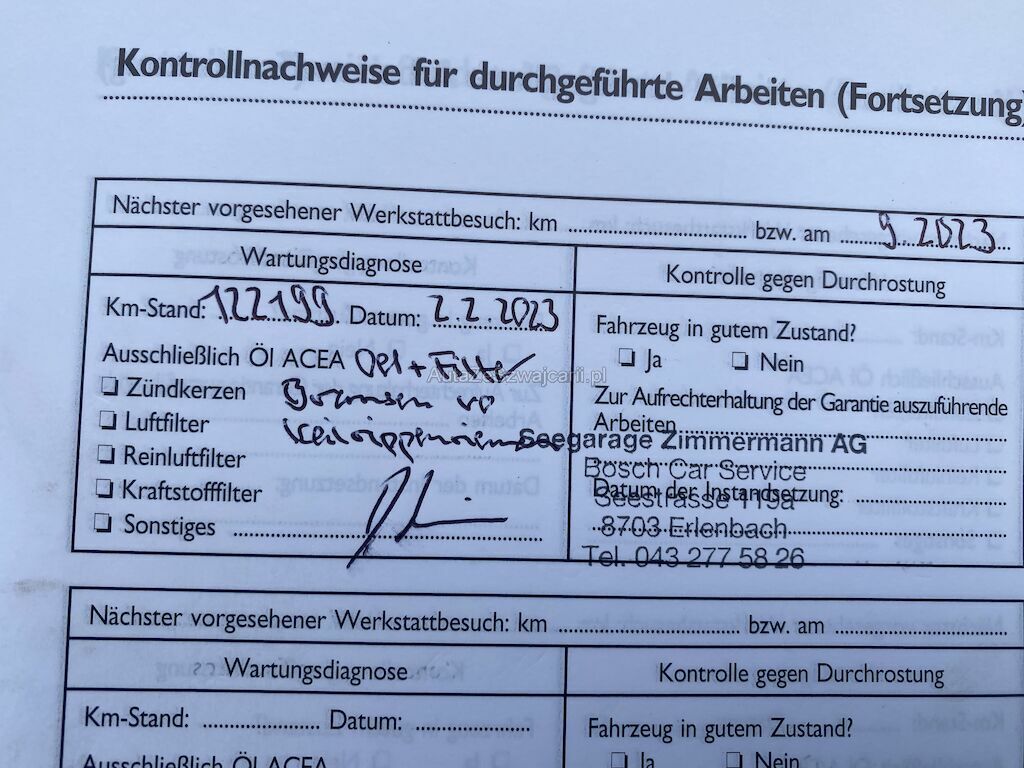 Kontrollnachweise für durchgeführte Arbeiten (Fortsetzung)
Nächster vorgesehener Werkstattbesuch: km bzw. am 9.2023
Wartungsdiagnose
Kontrolle gegen Durchrostung
Km-Stand: 122199 Datum: 2.2.2023
Fahrzeug in gutem Zustand?
Ja Nein
Ausschließlich Öl ACEA Oel + Filter
AutazeSzwajcarii.pl
Zündkerzen
Zur Aufrechterhaltung der Garantie auszuführende
Arbeiten
Luftfilter
Keilrippenriemen
Seegarage Zimmermann AG
Reinluftfilter
Bosch Car Service
Kraftstofffilter
Datum der Instandsetzung:
Seestrasse 119a
Sonstiges
8703 Erlenbach
Tel. 043 277 58 26
Nächster vorgesehener Werkstattbesuch: km bzw. am
Wartungsdiagnose
Kontrolle gegen Durchrostung
Km-Stand: Datum:
Fahrzeug in gutem Zustand?
Ausschließlich Öl ACEA
Ja Nein